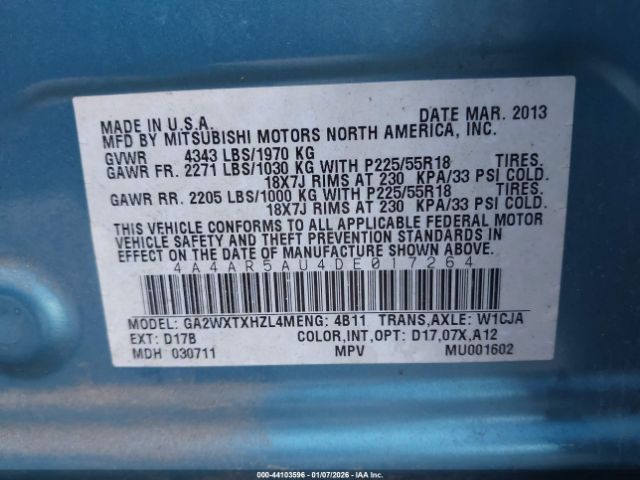 MADE IN U.S.A. DATE MAR. 2013
MFD BY MITSUBISHI MOTORS NORTH AMERICA, INC.
GVWR 4343 LBS/1970 KG
GAWR FR. 2271 LBS/1030 KG WITH P225/55R18 TIRES.
18X7J RIMS AT 230 KPA/33 PSI COLD.
GAWR RR. 2205 LBS/1000 KG WITH P225/55R18 TIRES.
18X7J RIMS AT 230 KPA/33 PSI COLD.
THIS VEHICLE CONFORMS TO ALL APPLICABLE FEDERAL MOTOR
VEHICLE SAFETY AND THEFT PREVENTION STANDARDS IN
EFFECT ON THE DATE OF MANUFACTURE SHOWN ABOVE.
4A4AR5AU4DE017264
MODEL: GA2WXTXHZL4MENG: 4B11 TRANS,AXLE: W1CJA
EXT: D17B COLOR,INT,OPT: D17,07X,A12
MDH 030711 MPV MU001602
000-44103596 - 01/07/2026 - IAA